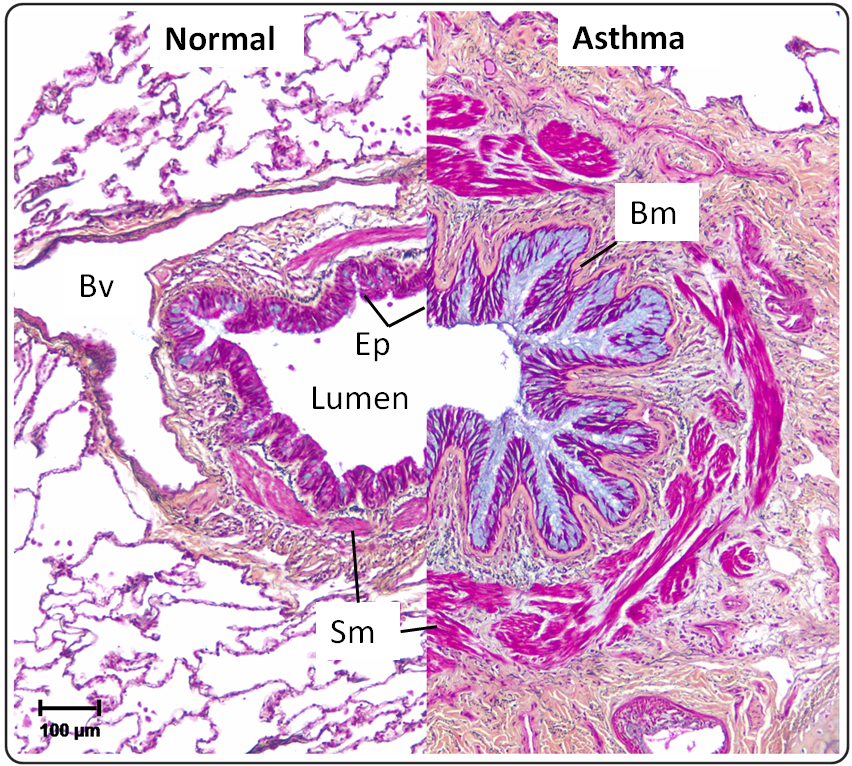 Normal
Asthma
Bm
Bv
Ep
Lumen
Sm
100 µm